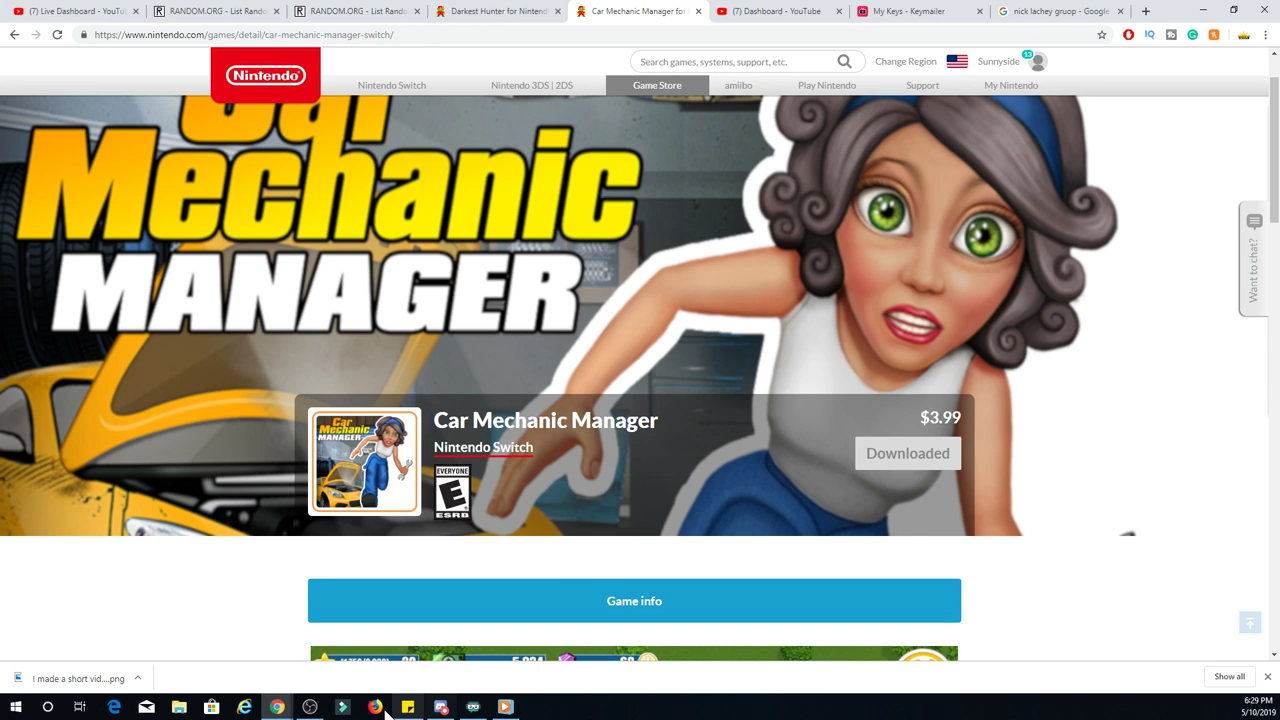 (7) Live Dashboard - YouTu
RANDOM.ORG - List Rando
RANDOM.ORG - List Rando
Darkest Hunter for Nintend
Car Mechanic Manager for
(7) Dashboard - YouTube
My Keys - Keymailer
nick lachey gruop - Google
https://www.nintendo.com/games/detail/car-mechanic-manager-switch/
Nintendo
Search games, systems, support, etc.
Change Region
Sunnyside
13
Nintendo Switch
Nintendo 3DS | 2DS
Game Store
amiibo
Play Nintendo
Support
My Nintendo
Car
Mechanic
MANAGER
Want to chat?
Car
Mechanic
MANAGER
Car Mechanic Manager
$3.99
Nintendo Switch
Downloaded
EVERYONE
E
ESRB
Game info
I made a short vid....png
Show all
6:29 PM
5/10/2019